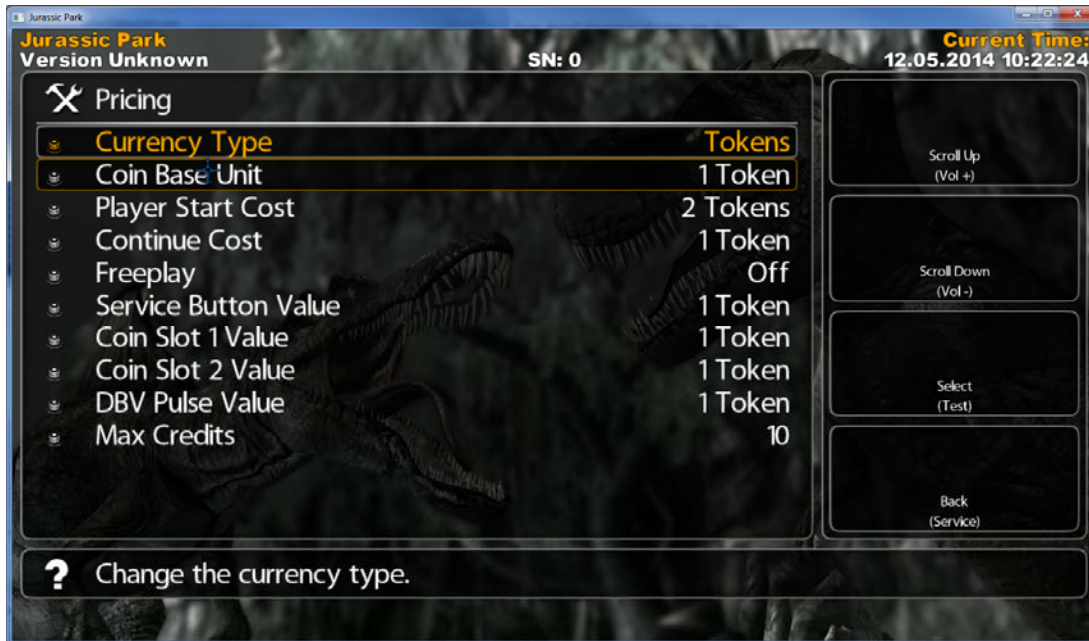 Jurassic Park
Jurassic Park
Version Unknown
SN: 0
Current Time:
12.05.2014 10:22:24
Pricing
Currency Type Tokens
Coin Base Unit 1 Token
Player Start Cost 2 Tokens
Continue Cost 1 Token
Freeplay Off
Service Button Value 1 Token
Coin Slot 1 Value 1 Token
Coin Slot 2 Value 1 Token
DBV Pulse Value 1 Token
Max Credits 10
Scroll Up
(Vol +)
Scroll Down
(Vol -)
Select
(Test)
Back
(Service)
? Change the currency type.